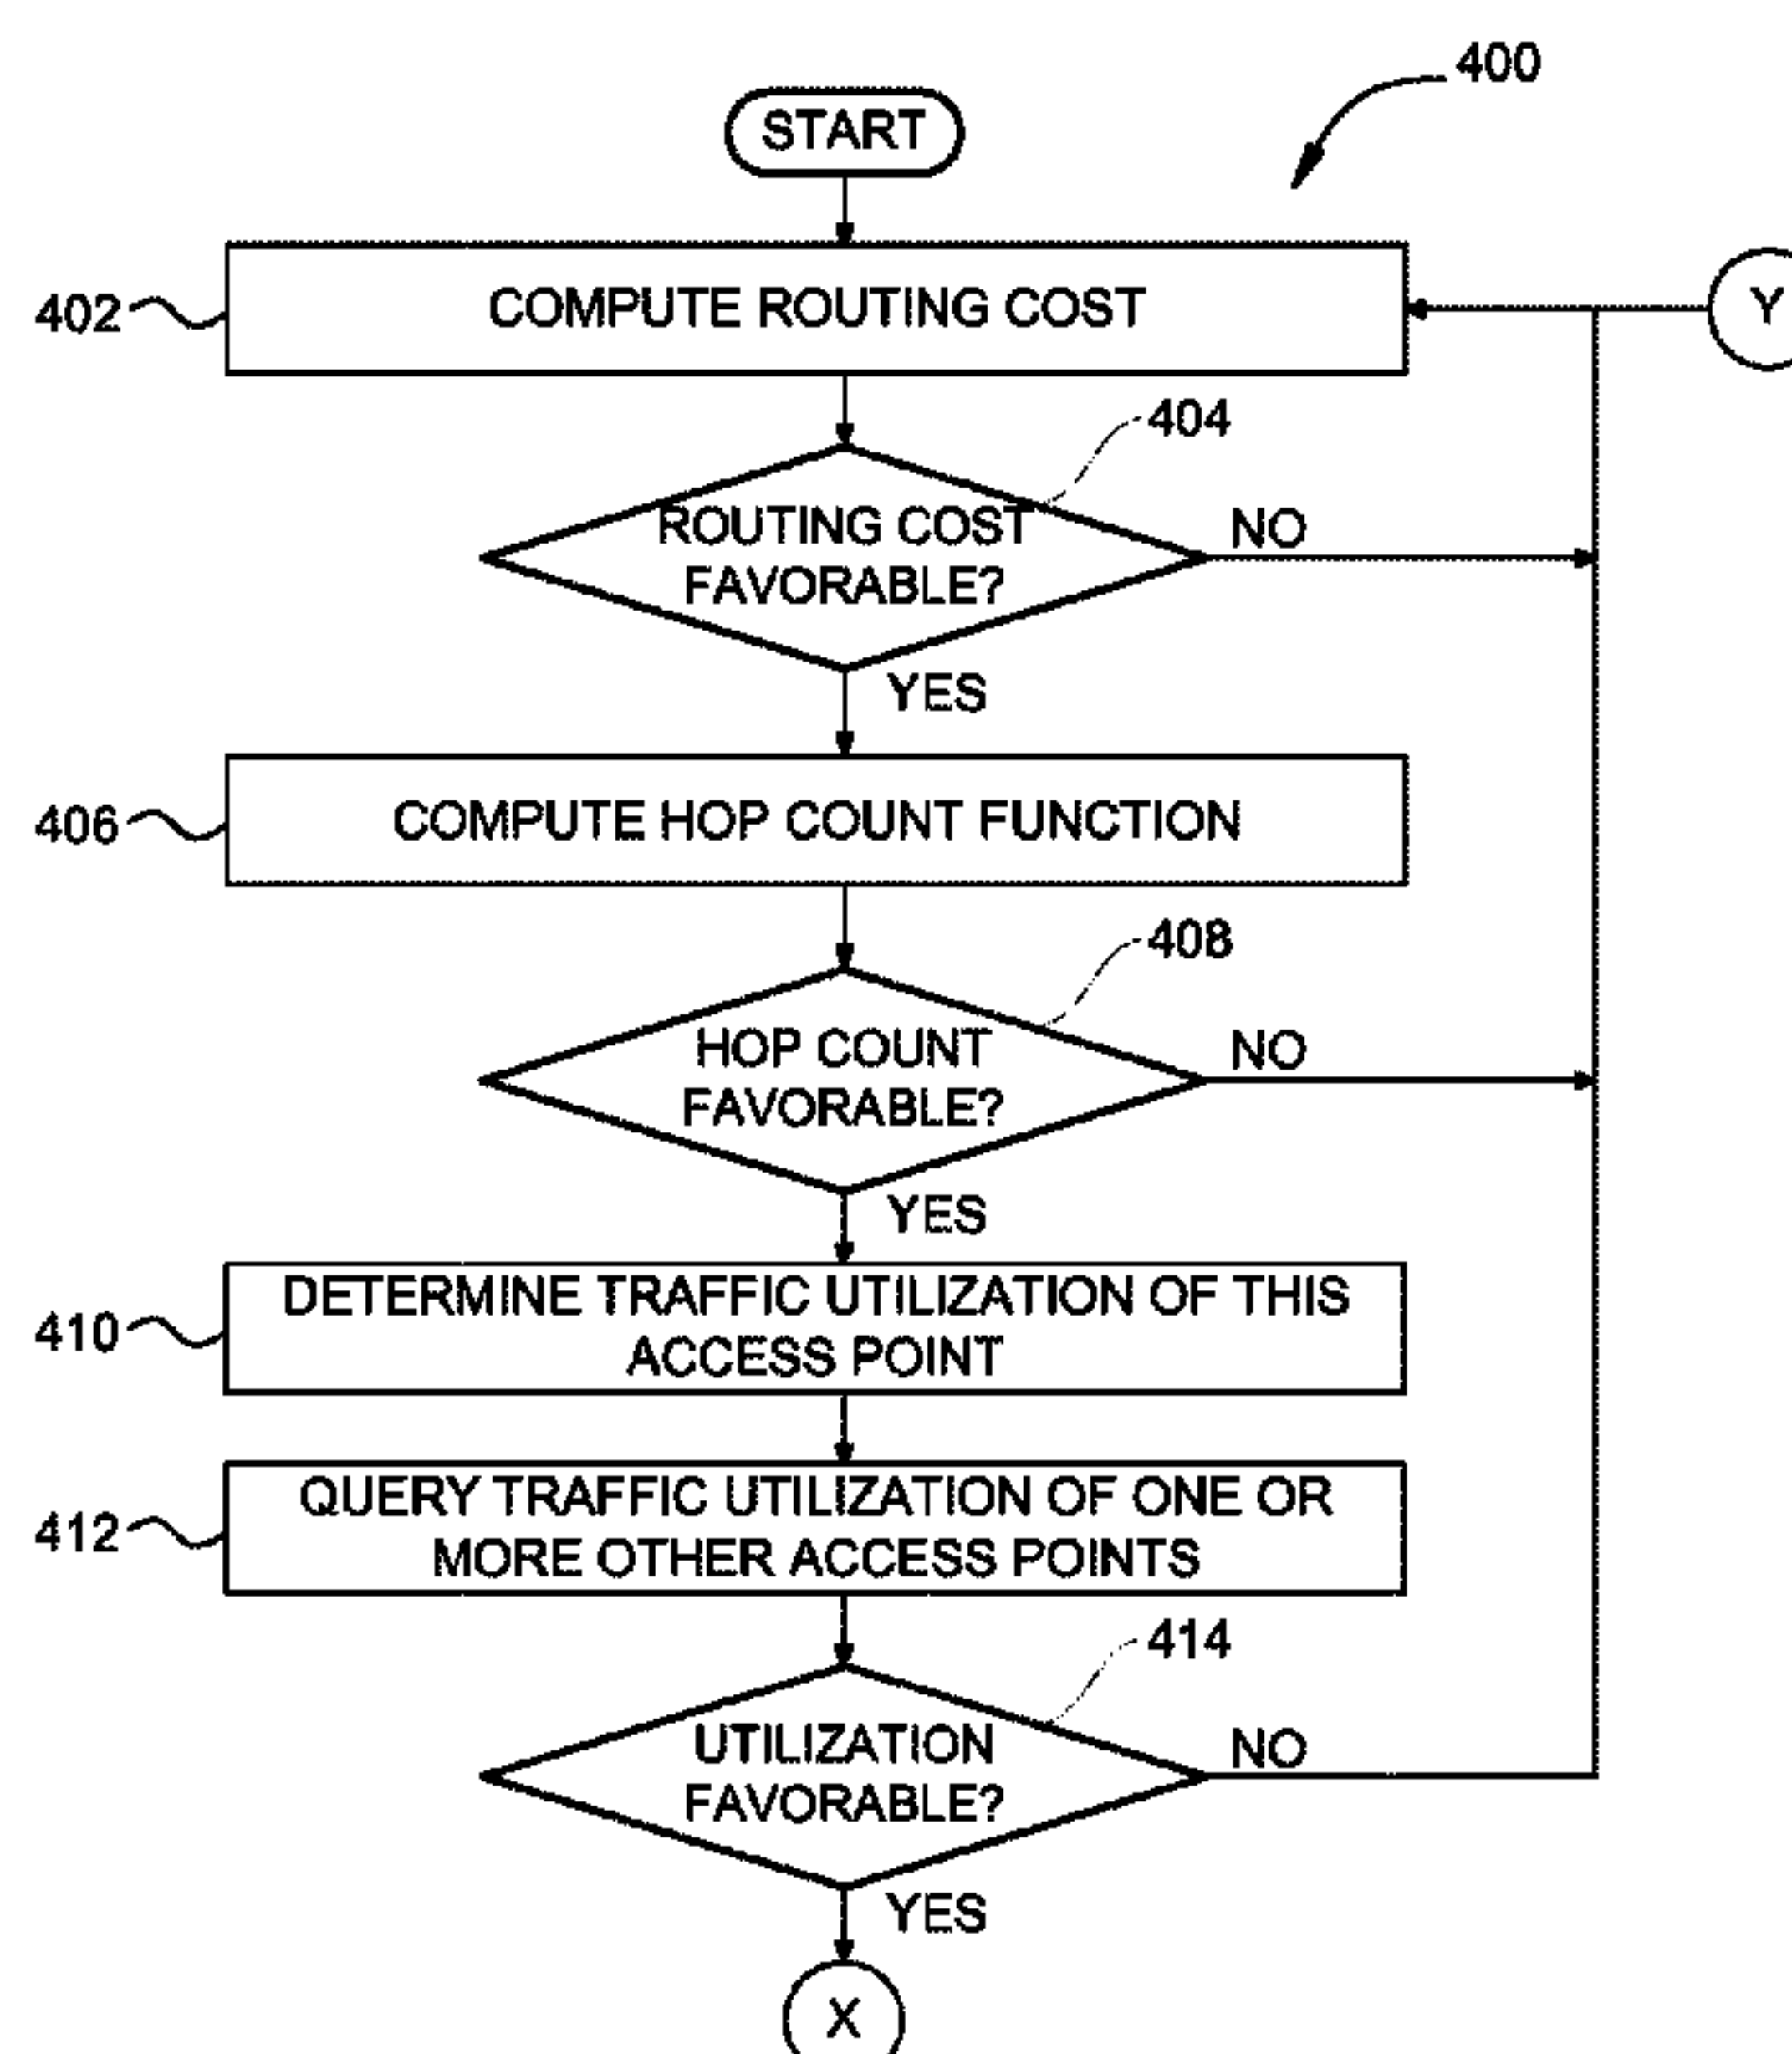 400
START
402
COMPUTE ROUTING COST
Y
404
ROUTING COST
FAVORABLE?
NO
YES
406
COMPUTE HOP COUNT FUNCTION
408
HOP COUNT
FAVORABLE?
NO
YES
410
DETERMINE TRAFFIC UTILIZATION OF THIS
ACCESS POINT
412
QUERY TRAFFIC UTILIZATION OF ONE OR
MORE OTHER ACCESS POINTS
414
UTILIZATION
FAVORABLE?
NO
YES
X